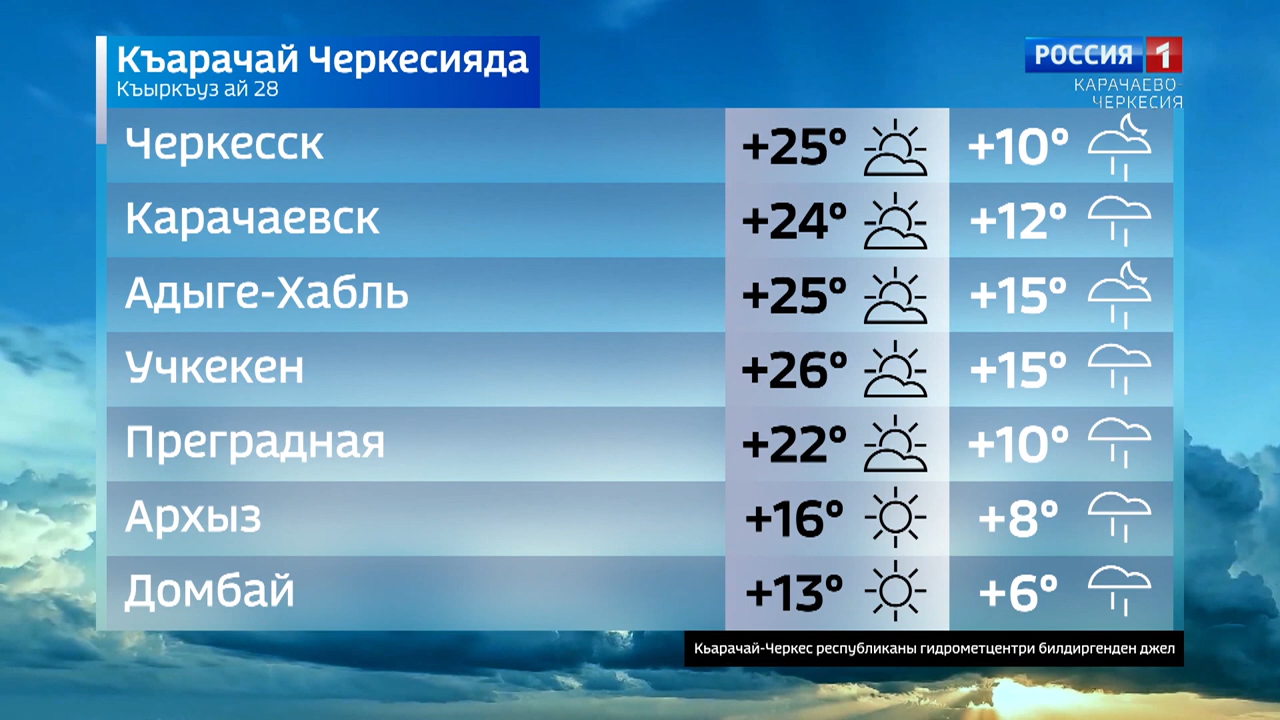 Къарачай Черкесияда
Къыркъуз ай 28
РОССИЯ 1
КАРАЧАЕВО-
ЧЕРКЕСИЯ
Черкесск +25° +10°
Карачаевск +24° +12°
Адыге-Хабль +25° +15°
Учкекен +26° +15°
Преградная +22° +10°
Архыз +16° +8°
Домбай +13° +6°
Кьарачай-Черкес республиканы гидрометцентри билдиргенден джел